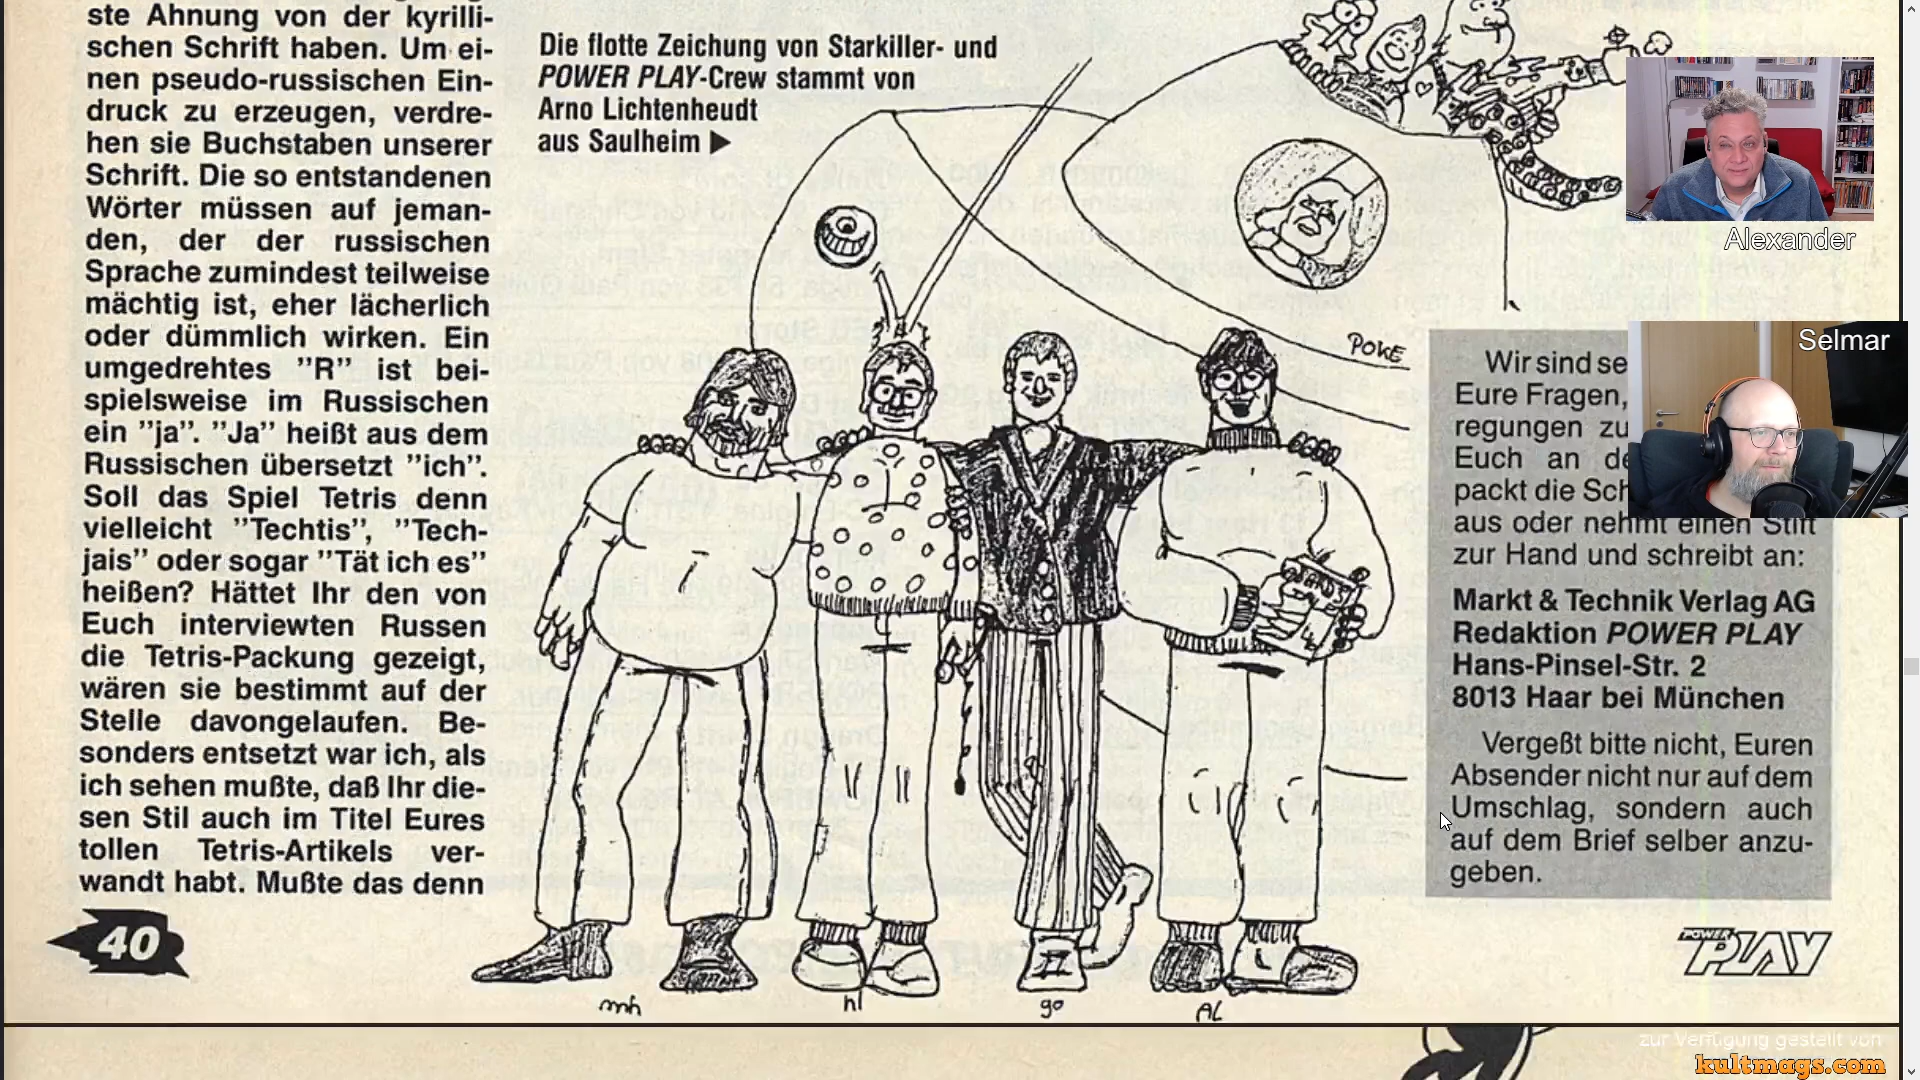 ste Ahnung von der kyrilli-
schen Schrift haben. Um ei-
nen pseudo-russischen Ein-
druck zu erzeugen, verdre-
hen sie Buchstaben unserer
Schrift. Die so entstandenen
Wörter müssen auf jeman-
den, der der russischen
Sprache zumindest teilweise
mächtig ist, eher lächerlich
oder dümmlich wirken. Ein
umgedrehtes "R" ist bei-
spielsweise im Russischen
ein "ja". "Ja" heißt aus dem
Russischen übersetzt "ich".
Soll das Spiel Tetris denn
vielleicht "Techtis", "Tech-
jais" oder sogar "Tät ich es"
heißen? Hättet Ihr den von
Euch interviewten Russen
die Tetris-Packung gezeigt,
wären sie bestimmt auf der
Stelle davongelaufen. Be-
sonders entsetzt war ich, als
ich sehen mußte, daß Ihr die-
sen Stil auch im Titel Eures
tollen Tetris-Artikels ver-
wandt habt. Mußte das denn
40
Die flotte Zeichung von Starkiller- und
POWER PLAY-Crew stammt von
Arno Lichtenheudt
aus Saulheim ▶
POKE
mh
hl
go
AL
Alexander
Selmar
Wir sind se
Eure Fragen,
regungen zu
Euch an de
packt die Sch
aus oder nehmt einen Stift
zur Hand und schreibt an:
Markt & Technik Verlag AG
Redaktion POWER PLAY
Hans-Pinsel-Str. 2
8013 Haar bei München
Vergeßt bitte nicht, Euren
Absender nicht nur auf dem
Umschlag, sondern auch
auf dem Brief selber anzu-
geben.
POWER
PLAY
zur Verfügung gestellt von
kultmags.com